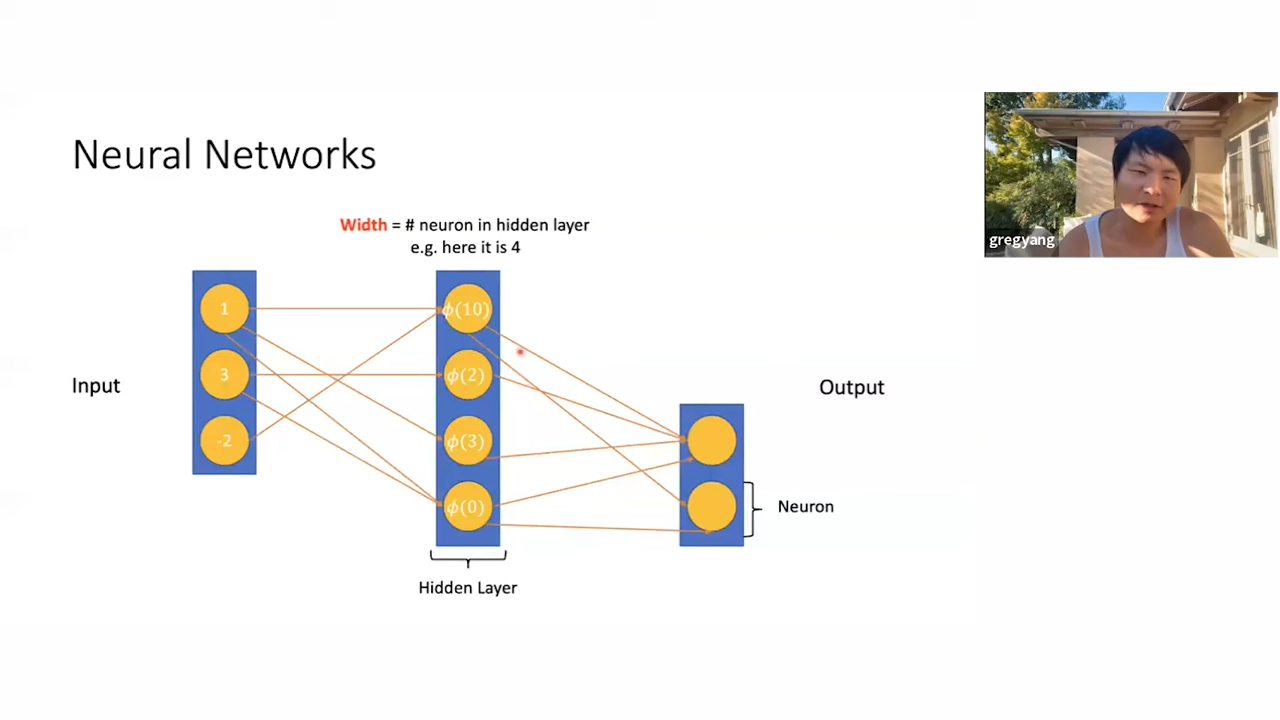 Neural Networks
Width = # neuron in hidden layer
e.g. here it is 4
Input
1
3
-2
ϕ(10)
ϕ(2)
ϕ(3)
ϕ(0)
Hidden Layer
Output
Neuron
gregyang